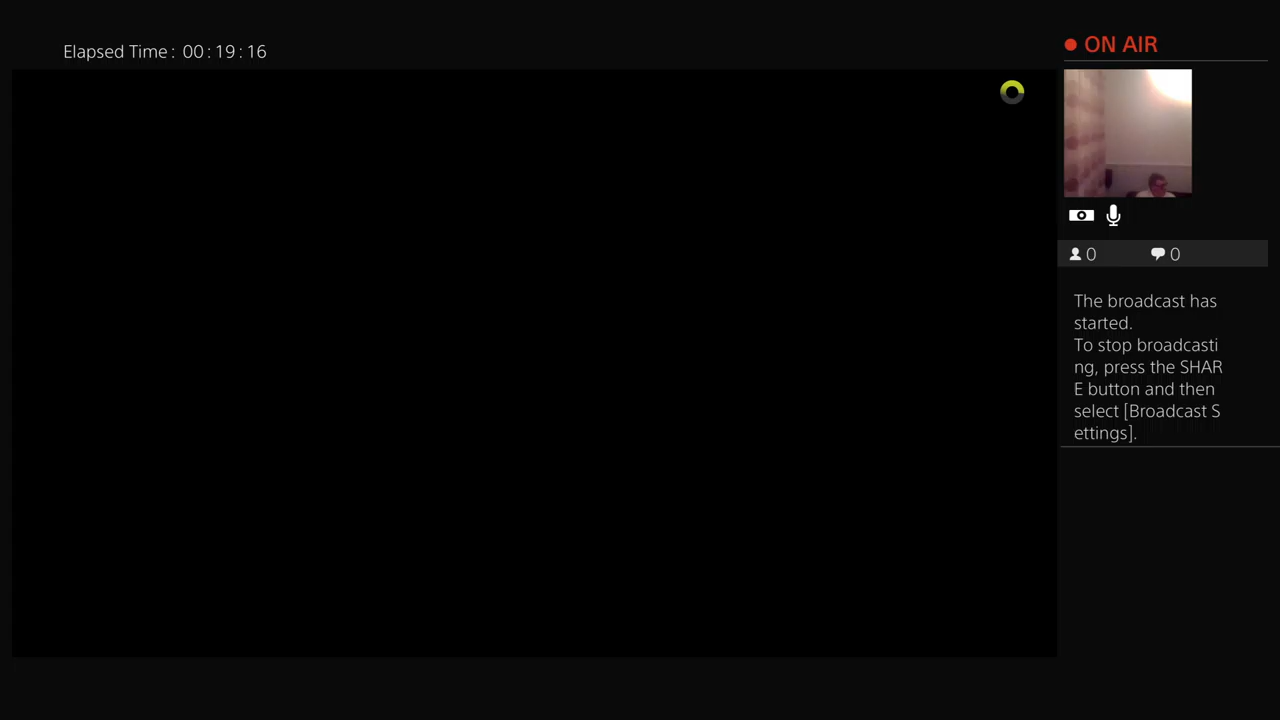 Elapsed Time: 00:19:16
ON AIR
0 0
The broadcast has
started.
To stop broadcasti
ng, press the SHAR
E button and then
select [Broadcast S
ettings].